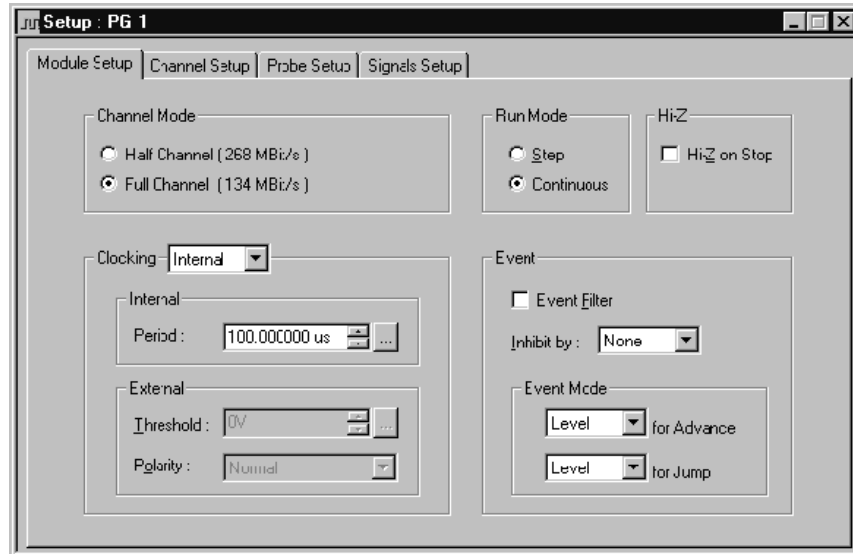 Setup : PG 1
Module Setup Channel Setup Probe Setup Signals Setup
Channel Mode
Half Channel ( 268 MBit/s )
Full Channel ( 134 MBit/s )
Run Mode
Step
Continuous
Hi-Z
Hi-Z on Stop
Clocking Internal
Internal
Period : 100.000000 us ...
External
Threshold : 0V ...
Polarity : Normal
Event
Event Filter
Inhibit by : None
Event Mode
Level for Advance
Level for Jump